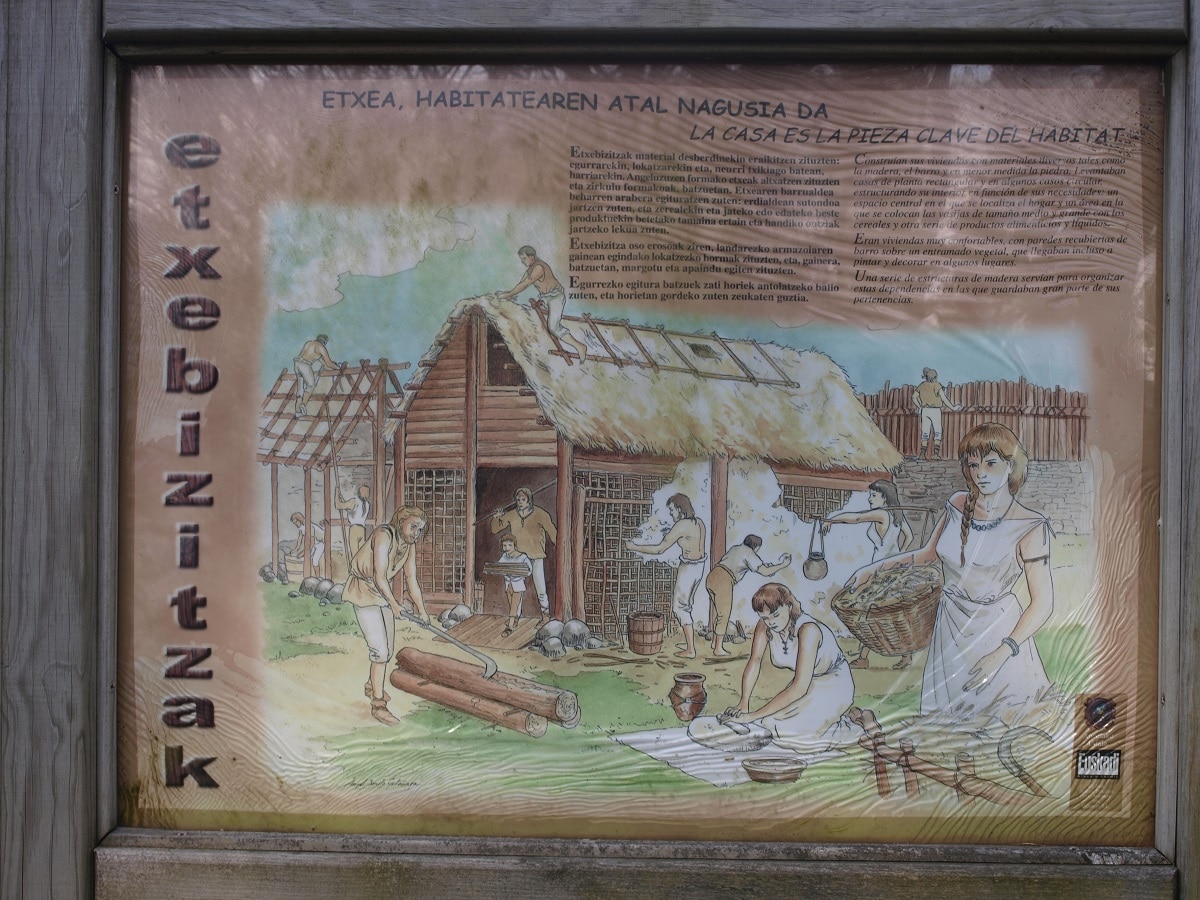 ETXEA, HABITATEAREN ATAL NAGUSIA DA
LA CASA ES LA PIEZA CLAVE DEL HABITAT
etxebizitzak
Etxebizitzak material desberdinekin eraikitzen zituzten:
egurrarekin, lokatzarekin eta, neurri txikiago batean,
harriarekin. Angeluzuzen formako etxeak altxatzen zituzten
eta zirkulu formakoak, batzuetan. Etxearen barrualdea
beharren arabera egituratzen zuten: erdialdean sutondoa
jartzen zuten, eta zerealekin eta jateko edo edateko beste
produktuekin betetako tamaina ertain eta handiko ontziak
jartzeko lekua zuten.
Etxebizitza oso erosoak ziren, landarezko armazoiaren
gainean egindako lokatzezko hormak zituzten, eta, gainera,
batzuetan, margotu eta apaindu egiten zituzten.
Egurrezko egitura batzuek zati horiek antolatzeko balio
zuten, eta horietan gordeko zuten zeukaten guztia.
Construían sus viviendas con materiales diversos tales como
la madera, el barro y en menor medida la piedra. Levantaban
casas de planta rectangular y en algunos casos circular,
estructurando su interior en función de sus necesidades: un
espacio central en el que se localiza el hogar y un área en la
que se colocan las vasijas de tamaño medio y grande con los
cereales y otra serie de productos alimenticios y líquidos.
Eran viviendas muy confortables, con paredes recubiertas de
barro sobre un entramado vegetal, que llegaban incluso a
pintar y decorar en algunos lugares.
Una serie de estructuras de madera servían para organizar
estas dependencias en las que guardaban gran parte de sus
pertenencias.
Euskadi